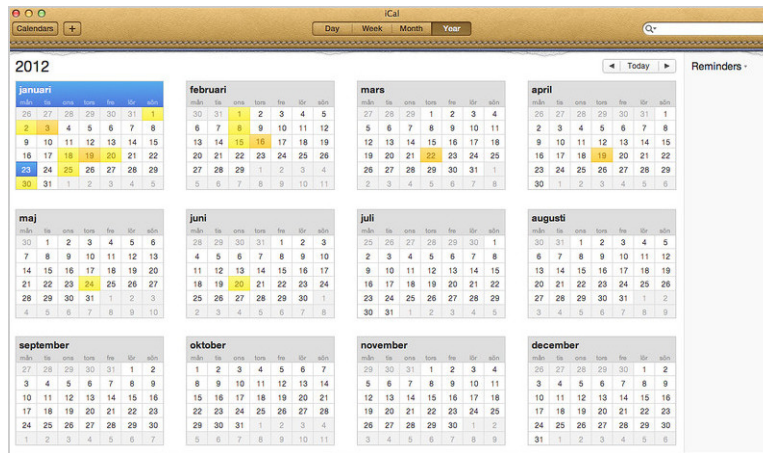 iCal
Calendars + Day Week Month Year
2012 Today Reminders
januari
mån tis ons tors fre lör sön
26 27 28 29 30 31 1
2 3 4 5 6 7 8
9 10 11 12 13 14 15
16 17 18 19 20 21 22
23 24 25 26 27 28 29
30 31 1 2 3 4 5
februari
mån tis ons tors fre lör sön
30 31 1 2 3 4 5
6 7 8 9 10 11 12
13 14 15 16 17 18 19
20 21 22 23 24 25 26
27 28 29 1 2 3 4
5 6 7 8 9 10 11
mars
mån tis ons tors fre lör sön
27 28 29 1 2 3 4
5 6 7 8 9 10 11
12 13 14 15 16 17 18
19 20 21 22 23 24 25
26 27 28 29 30 31 1
2 3 4 5 6 7 8
april
mån tis ons tors fre lör sön
26 27 28 29 30 31 1
2 3 4 5 6 7 8
9 10 11 12 13 14 15
16 17 18 19 20 21 22
23 24 25 26 27 28 29
30 1 2 3 4 5 6
maj
mån tis ons tors fre lör sön
30 1 2 3 4 5 6
7 8 9 10 11 12 13
14 15 16 17 18 19 20
21 22 23 24 25 26 27
28 29 30 31 1 2 3
4 5 6 7 8 9 10
juni
mån tis ons tors fre lör sön
28 29 30 31 1 2 3
4 5 6 7 8 9 10
11 12 13 14 15 16 17
18 19 20 21 22 23 24
25 26 27 28 29 30 1
2 3 4 5 6 7 8
juli
mån tis ons tors fre lör sön
25 26 27 28 29 30 1
2 3 4 5 6 7 8
9 10 11 12 13 14 15
16 17 18 19 20 21 22
23 24 25 26 27 28 29
30 31 1 2 3 4 5
augusti
mån tis ons tors fre lör sön
30 31 1 2 3 4 5
6 7 8 9 10 11 12
13 14 15 16 17 18 19
20 21 22 23 24 25 26
27 28 29 30 31 1 2
3 4 5 6 7 8 9
september
mån tis ons tors fre lör sön
27 28 29 30 31 1 2
3 4 5 6 7 8 9
10 11 12 13 14 15 16
17 18 19 20 21 22 23
24 25 26 27 28 29 30
1 2 3 4 5 6 7
oktober
mån tis ons tors fre lör sön
1 2 3 4 5 6 7
8 9 10 11 12 13 14
15 16 17 18 19 20 21
22 23 24 25 26 27 28
29 30 31 1 2 3 4
5 6 7 8 9 10 11
november
mån tis ons tors fre lör sön
29 30 31 1 2 3 4
5 6 7 8 9 10 11
12 13 14 15 16 17 18
19 20 21 22 23 24 25
26 27 28 29 30 1 2
3 4 5 6 7 8 9
december
mån tis ons tors fre lör sön
26 27 28 29 30 1 2
3 4 5 6 7 8 9
10 11 12 13 14 15 16
17 18 19 20 21 22 23
24 25 26 27 28 29 30
31 1 2 3 4 5 6